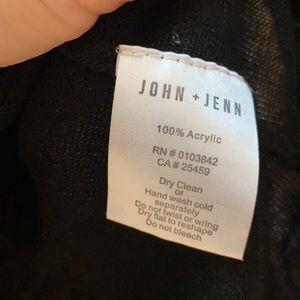 JOHN + JENN
100% Acrylic
RN # 0103842
CA # 25459
Dry Clean
or
Hand wash cold
separately
Do not twist or wring
Dry flat to reshape
Do not bleach